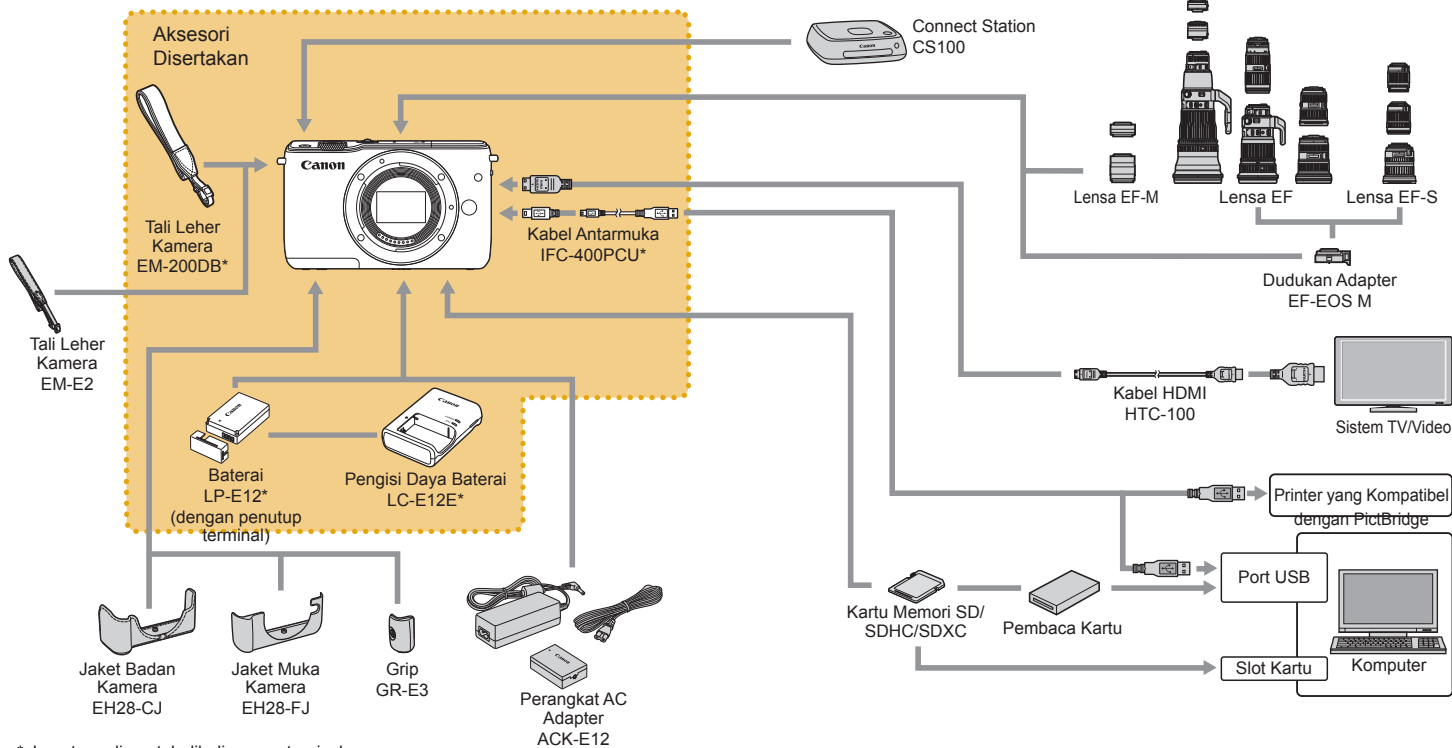 Aksesori
Disertakan
Connect Station
CS100
Canon
Canon
Tali Leher
Kamera
EM-200DB*
Kabel Antarmuka
IFC-400PCU*
Lensa EF-M
Lensa EF
Lensa EF-S
Dudukan Adapter
EF-EOS M
Tali Leher
Kamera
EM-E2
Kabel HDMI
HTC-100
Sistem TV/Video
Canon
Canon
Baterai
LP-E12*
(dengan penutup
terminal)
Pengisi Daya Baterai
LC-E12E*
Printer yang Kompatibel
dengan PictBridge
Port USB
Kartu Memori SD/
SDHC/SDXC
Pembaca Kartu
Slot Kartu
Komputer
Jaket Badan
Kamera
EH28-CJ
Jaket Muka
Kamera
EH28-FJ
Grip
GR-E3
Canon
Perangkat AC
Adapter
ACK-E12